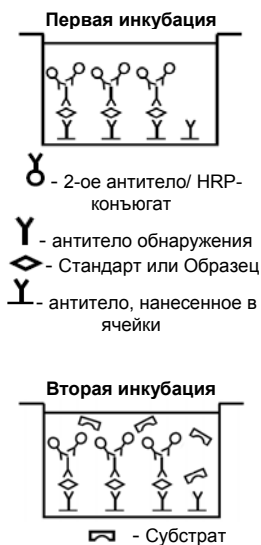 Первая инкубация
- 2-ое антитело/ HRP-
конъюгат
- антитело обнаружения
- Стандарт или Образец
- антитело, нанесенное в
ячейки
Вторая инкубация
- Субстрат